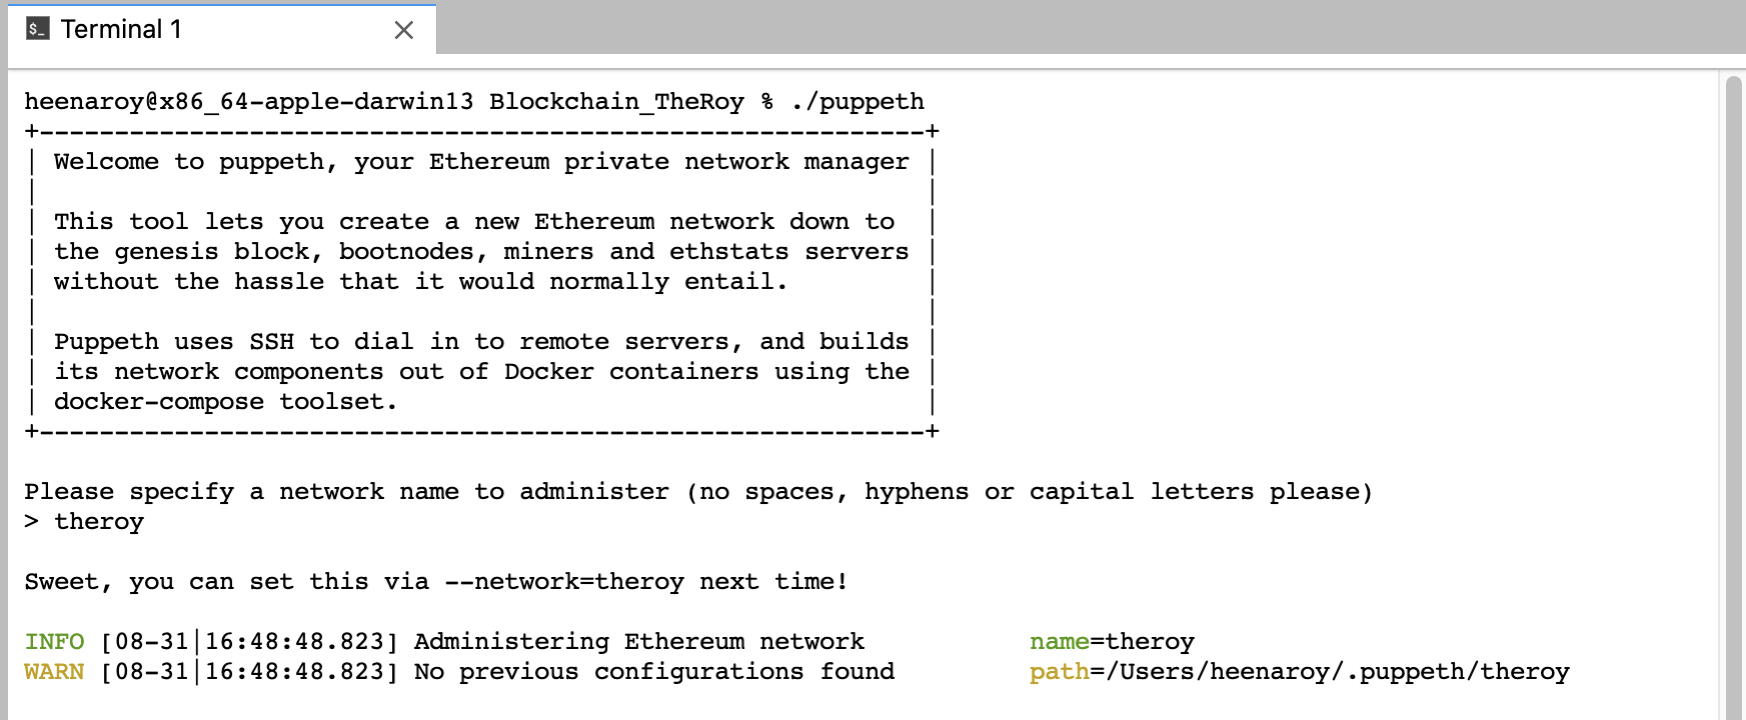 $_ Terminal 1
heenaroy@x86_64-apple-darwin13 Blockchain_TheRoy % ./puppeth
+-----------------------------------------------------------+
| Welcome to puppeth, your Ethereum private network manager |
|                                                           |
| This tool lets you create a new Ethereum network down to  |
| the genesis block, bootnodes, miners and ethstats servers |
| without the hassle that it would normally entail.         |
|                                                           |
| Puppeth uses SSH to dial in to remote servers, and builds |
| its network components out of Docker containers using the |
| docker-compose toolset.                                   |
+-----------------------------------------------------------+
Please specify a network name to administer (no spaces, hyphens or capital letters please)
> theroy
Sweet, you can set this via --network=theroy next time!
INFO [08-31|16:48:48.823] Administering Ethereum network           name=theroy
WARN [08-31|16:48:48.823] No previous configurations found         path=/Users/heenaroy/.puppeth/theroy